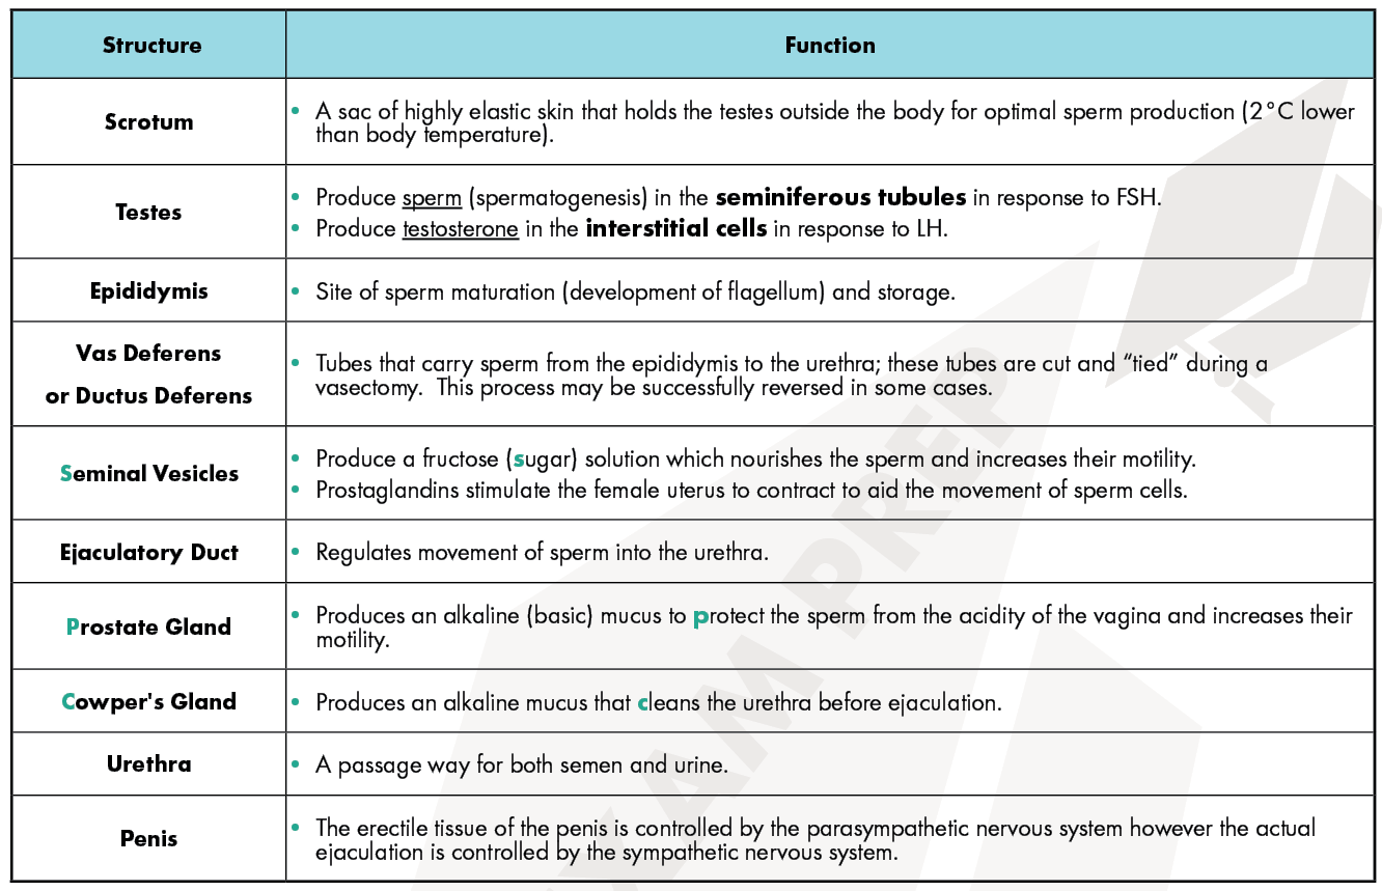 Structure
Function
Scrotum
• A sac of highly elastic skin that holds the testes outside the body for optimal sperm production (2°C lower
than body temperature).
Testes
• Produce sperm (spermatogenesis) in the seminiferous tubules in response to FSH.
• Produce testosterone in the interstitial cells in response to LH.
Epididymis
• Site of sperm maturation (development of flagellum) and storage.
Vas Deferens
or Ductus Deferens
• Tubes that carry sperm from the epididymis to the urethra; these tubes are cut and “tied” during a
vasectomy.  This process may be successfully reversed in some cases.
Seminal Vesicles
• Produce a fructose (sugar) solution which nourishes the sperm and increases their motility.
• Prostaglandins stimulate the female uterus to contract to aid the movement of sperm cells.
Ejaculatory Duct
• Regulates movement of sperm into the urethra.
Prostate Gland
• Produces an alkaline (basic) mucus to protect the sperm from the acidity of the vagina and increases their
motility.
Cowper's Gland
• Produces an alkaline mucus that cleans the urethra before ejaculation.
Urethra
• A passage way for both semen and urine.
Penis
• The erectile tissue of the penis is controlled by the parasympathetic nervous system however the actual
ejaculation is controlled by the sympathetic nervous system.
EXAM PREP